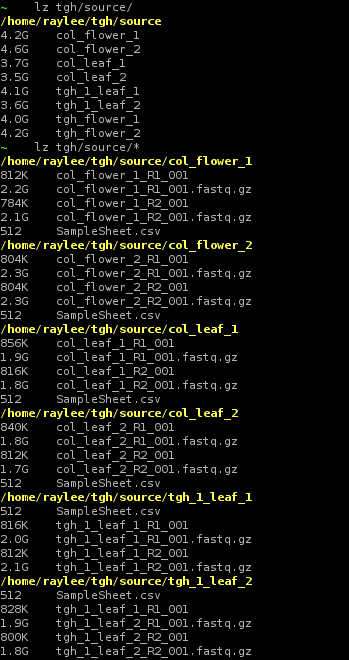 ~    lz tgh/source/
/home/raylee/tgh/source
4.2G    col_flower_1
4.6G    col_flower_2
3.7G    col_leaf_1
3.5G    col_leaf_2
4.1G    tgh_1_leaf_1
3.6G    tgh_1_leaf_2
4.0G    tgh_flower_1
4.2G    tgh_flower_2
~    lz tgh/source/*
/home/raylee/tgh/source/col_flower_1
812K    col_flower_1_R1_001
2.2G    col_flower_1_R1_001.fastq.gz
784K    col_flower_1_R2_001
2.1G    col_flower_1_R2_001.fastq.gz
512     SampleSheet.csv
/home/raylee/tgh/source/col_flower_2
804K    col_flower_2_R1_001
2.3G    col_flower_2_R1_001.fastq.gz
804K    col_flower_2_R2_001
2.3G    col_flower_2_R2_001.fastq.gz
512     SampleSheet.csv
/home/raylee/tgh/source/col_leaf_1
856K    col_leaf_1_R1_001
1.9G    col_leaf_1_R1_001.fastq.gz
816K    col_leaf_1_R2_001
1.8G    col_leaf_1_R2_001.fastq.gz
512     SampleSheet.csv
/home/raylee/tgh/source/col_leaf_2
840K    col_leaf_2_R1_001
1.8G    col_leaf_2_R1_001.fastq.gz
812K    col_leaf_2_R2_001
1.7G    col_leaf_2_R2_001.fastq.gz
512     SampleSheet.csv
/home/raylee/tgh/source/tgh_1_leaf_1
512     SampleSheet.csv
816K    tgh_1_leaf_1_R1_001
2.0G    tgh_1_leaf_1_R1_001.fastq.gz
812K    tgh_1_leaf_1_R2_001
2.1G    tgh_1_leaf_1_R2_001.fastq.gz
/home/raylee/tgh/source/tgh_1_leaf_2
512     SampleSheet.csv
828K    tgh_1_leaf_2_R1_001
1.9G    tgh_1_leaf_2_R1_001.fastq.gz
800K    tgh_1_leaf_2_R2_001
1.8G    tgh_1_leaf_2_R2_001.fastq.gz